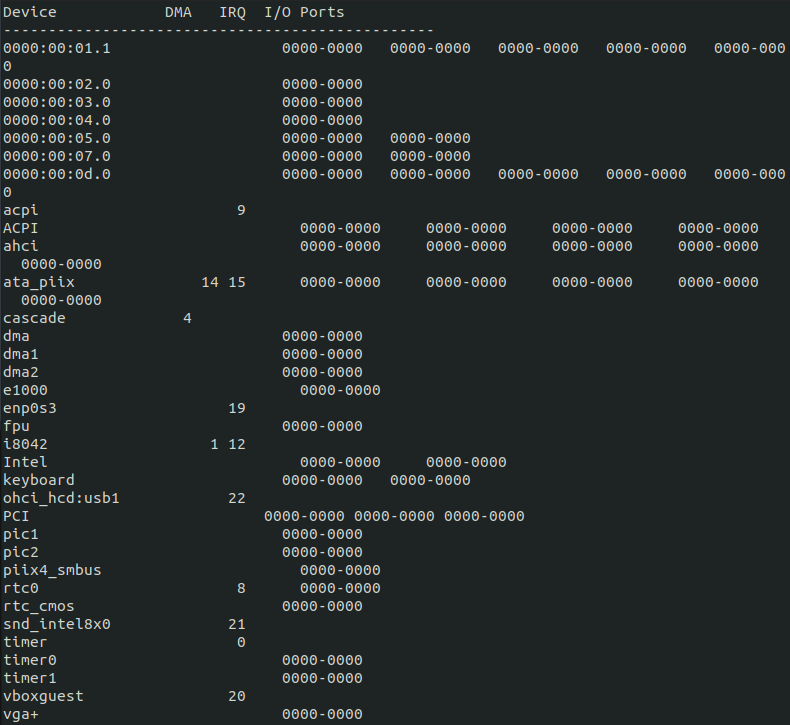 Device            DMA   IRQ  I/O Ports
------------------------------------------------
0000:00:01.1                   0000-0000   0000-0000   0000-0000   0000-0000   0000-000
0
0000:00:02.0                   0000-0000
0000:00:03.0                   0000-0000
0000:00:04.0                   0000-0000
0000:00:05.0                   0000-0000   0000-0000
0000:00:07.0                   0000-0000   0000-0000
0000:00:0d.0                   0000-0000   0000-0000   0000-0000   0000-0000   0000-000
0
acpi                      9
ACPI                             0000-0000     0000-0000     0000-0000     0000-0000
ahci                             0000-0000     0000-0000     0000-0000     0000-0000
  0000-0000
ata_piix              14 15      0000-0000     0000-0000     0000-0000     0000-0000
  0000-0000
cascade             4
dma                            0000-0000
dma1                           0000-0000
dma2                           0000-0000
e1000                            0000-0000
enp0s3                   19
fpu                            0000-0000
i8042                  1 12
Intel                            0000-0000     0000-0000
keyboard                       0000-0000   0000-0000
ohci_hcd:usb1            22
PCI                          0000-0000 0000-0000 0000-0000
pic1                           0000-0000
pic2                           0000-0000
piix4_smbus                      0000-0000
rtc0                      8      0000-0000
rtc_cmos                       0000-0000
snd_intel8x0             21
timer                     0
timer0                         0000-0000
timer1                         0000-0000
vboxguest                20
vga+                           0000-0000